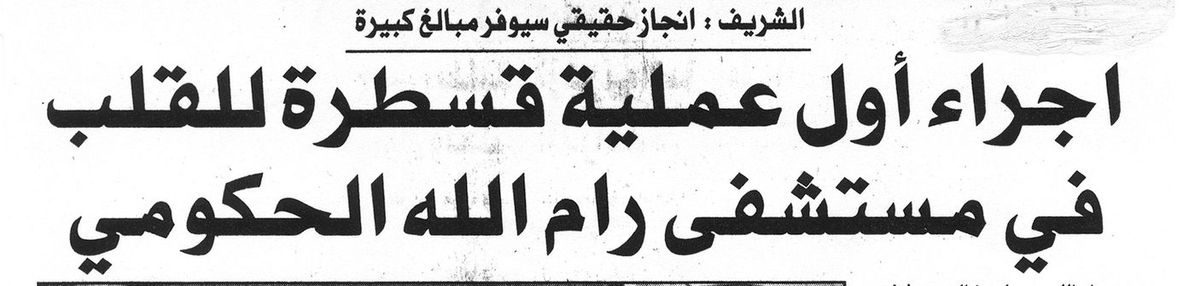 الشريف : انجاز حقيقي سيوفر مبالغ كبيرة
اجراء أول عملية قسطرة للقلب
في مستشفى رام الله الحكومي